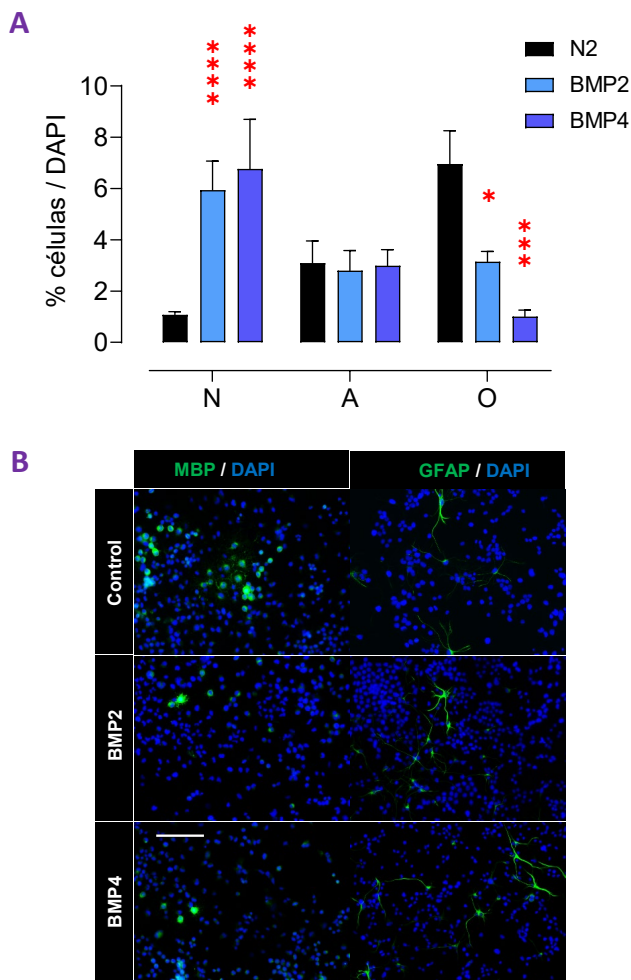 A
N2
BMP2
BMP4
% células / DAPI
10
8
6
4
2
0
****
****
*
***
N
A
O
B
MBP / DAPI
GFAP / DAPI
Control
BMP2
BMP4